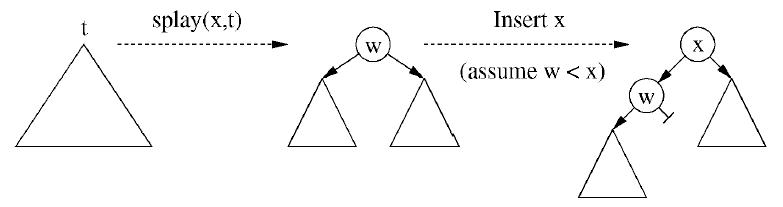 t
splay(x,t)
w
Insert x
(assume w < x)
x
w